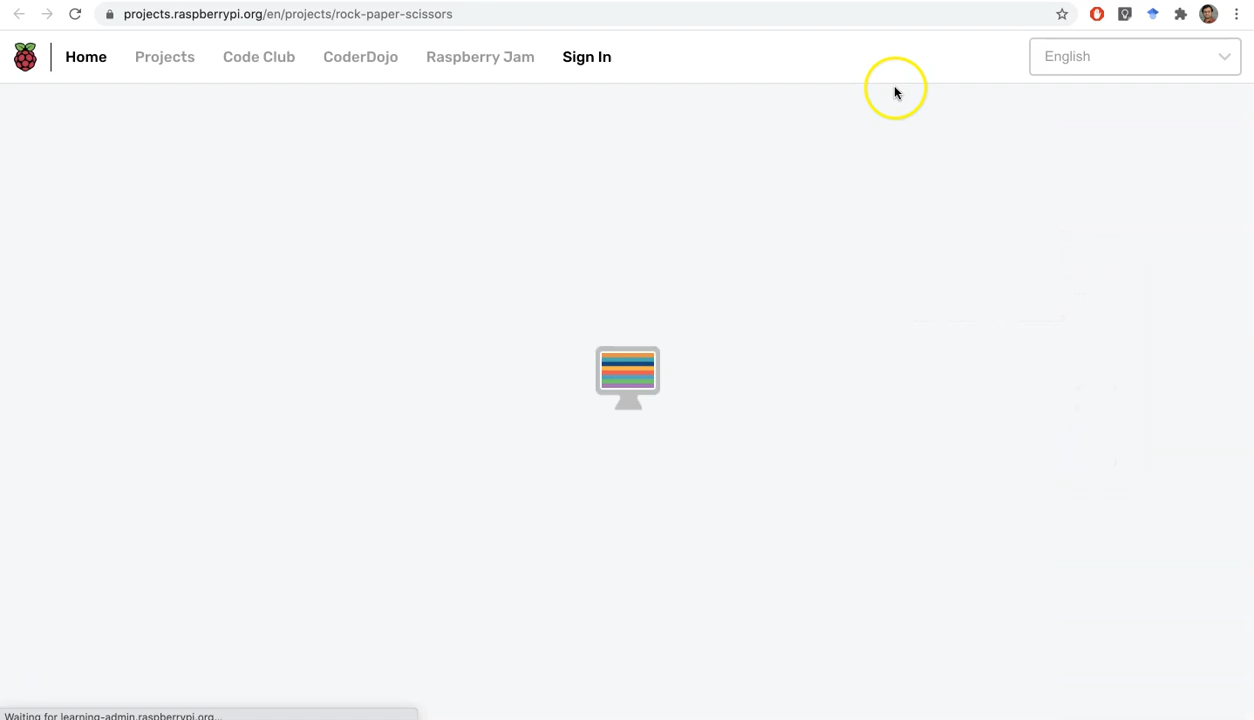 projects.raspberrypi.org/en/projects/rock-paper-scissors
Home Projects Code Club CoderDojo Raspberry Jam Sign In English
Waiting for learning-admin.raspberrypi.org...